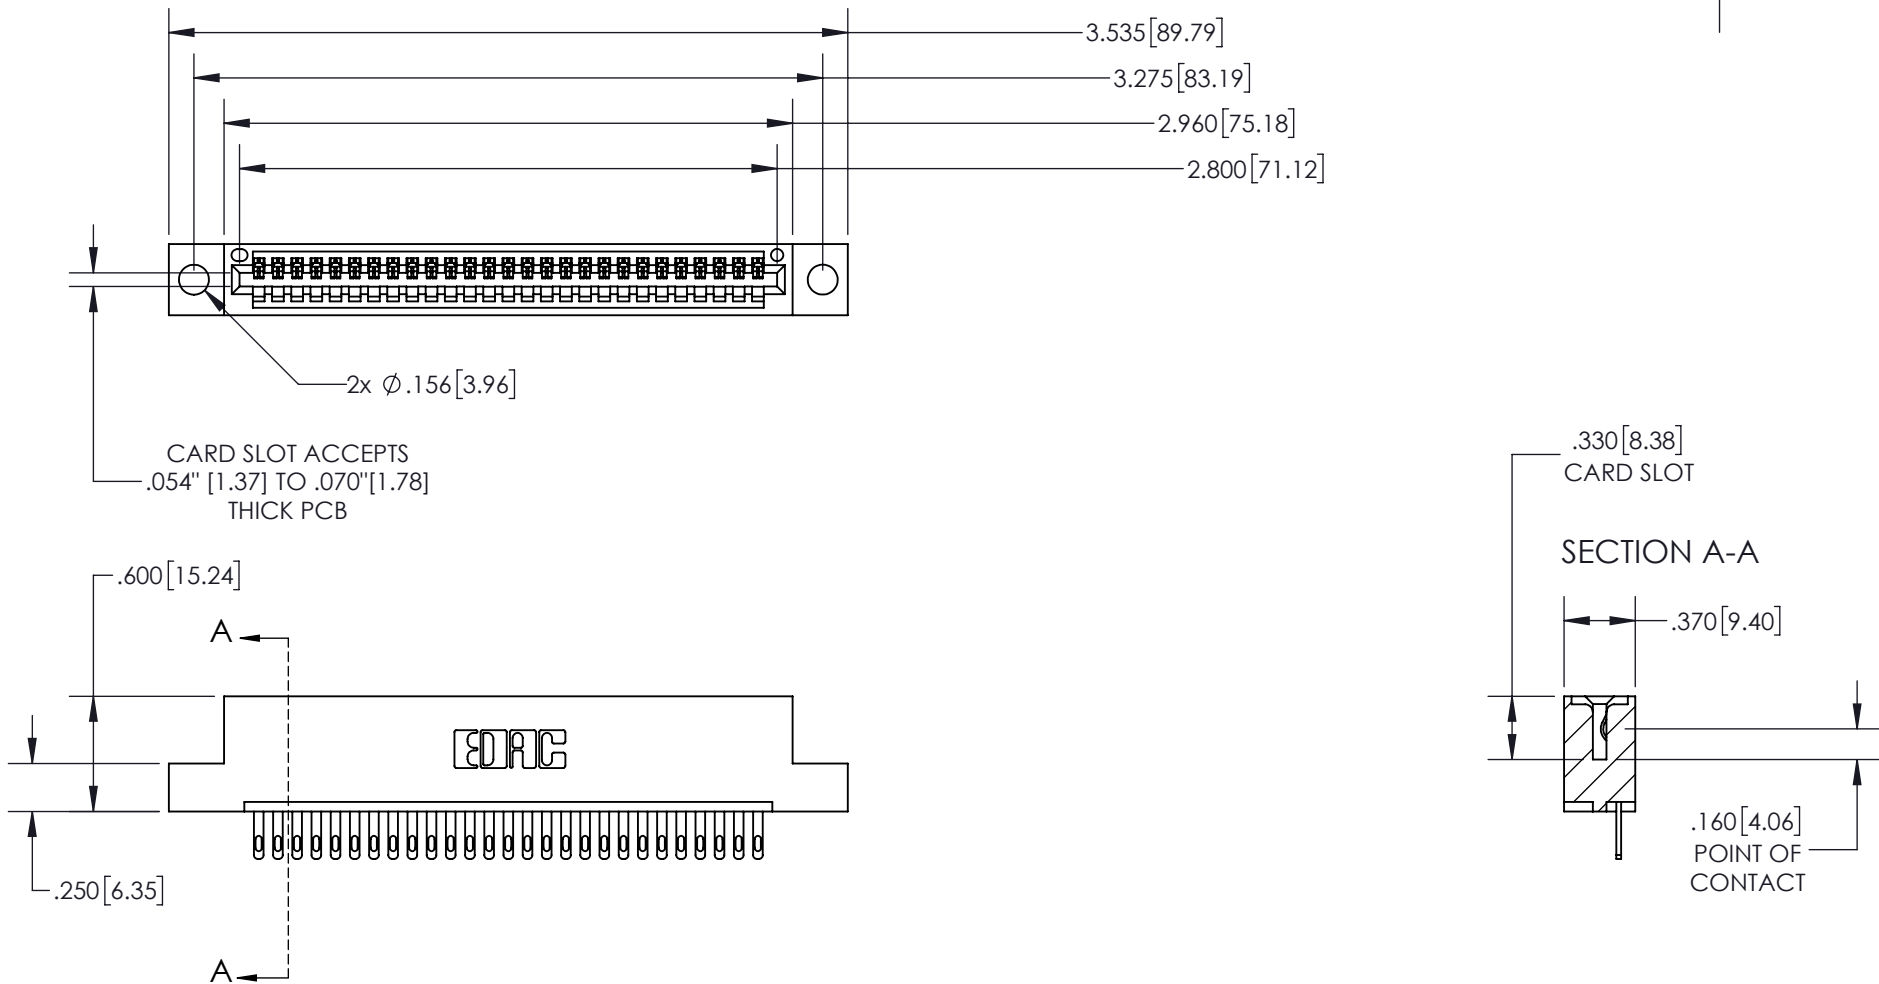 3.535[89.79]
3.275[83.19]
2.960[75.18]
2.800[71.12]
2x ∅.156[3.96]
CARD SLOT ACCEPTS
.054" [1.37] TO .070"[1.78]
THICK PCB
.330[8.38]
CARD SLOT
SECTION A-A
.600[15.24]
A
.370[9.40]
EDAC
.160[4.06]
POINT OF
CONTACT
.250[6.35]
A